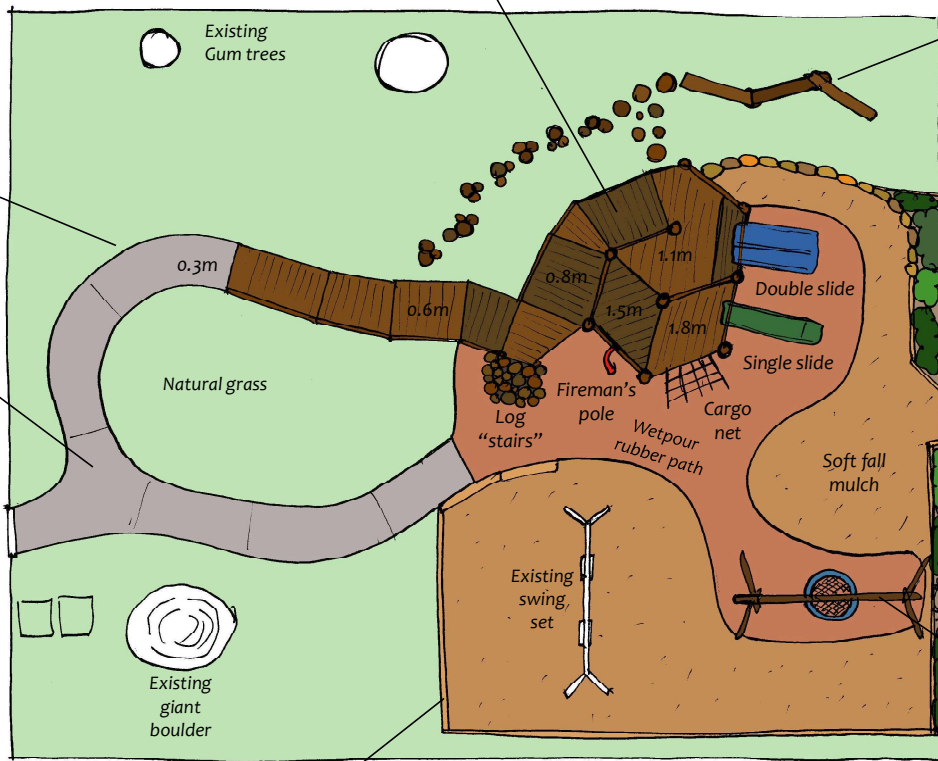 Existing
Gum trees
0.3m
0.8m
1.1m
0.6m
1.5m
1.8m
Double slide
Single slide
Natural grass
Fireman's
pole
Cargo
net
Log
"stairs"
Wetpour
rubber path
Soft fall
mulch
Existing
swing
set
Existing
giant
boulder